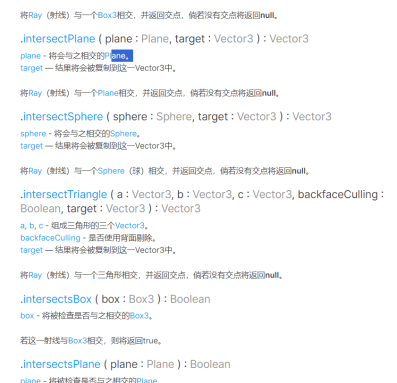 将Ray（射线）与一个Box3相交，并返回交点，倘若没有交点将返回null。
.intersectPlane ( plane : Plane, target : Vector3 ) : Vector3
plane - 将会与之相交的Plane。
target — 结果将会被复制到这一Vector3中。
将Ray（射线）与一个Plane相交，并返回交点，倘若没有交点将返回null。
.intersectSphere ( sphere : Sphere, target : Vector3 ) : Vector3
sphere - 将会与之相交的Sphere。
target — 结果将会被复制到这一Vector3中。
将Ray（射线）与一个Sphere（球）相交，并返回交点，倘若没有交点将返回null。
.intersectTriangle ( a : Vector3, b : Vector3, c : Vector3, backfaceCulling :
Boolean, target : Vector3 ) : Vector3
a, b, c - 组成三角形的三个Vector3。
backfaceCulling - 是否使用背面剔除。
target — 结果将会被复制到这一Vector3中。
将Ray（射线）与一个三角形相交，并返回交点，倘若没有交点将返回null。
.intersectsBox ( box : Box3 ) : Boolean
box - 将被检查是否与之相交的Box3。
若这一射线与Box3相交，则将返回true。
.intersectsPlane ( plane : Plane ) : Boolean
plane - 将被检查是否与之相交的Plane